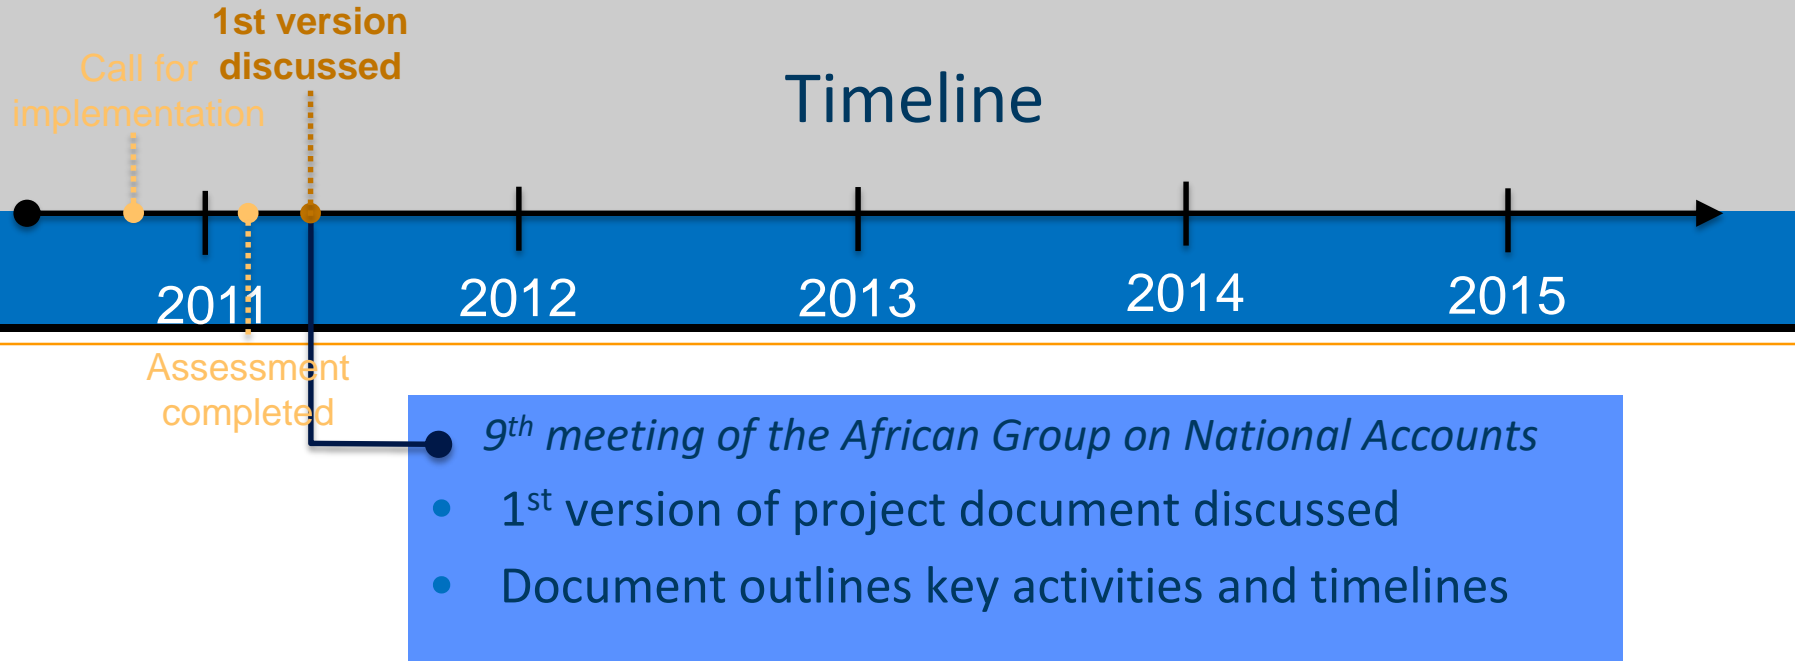 1st version
discussed
Call for
implementation
Timeline
2011
2012
2013
2014
2015
Assessment
completed
9th meeting of the African Group on National Accounts
• 1st version of project document discussed
• Document outlines key activities and timelines